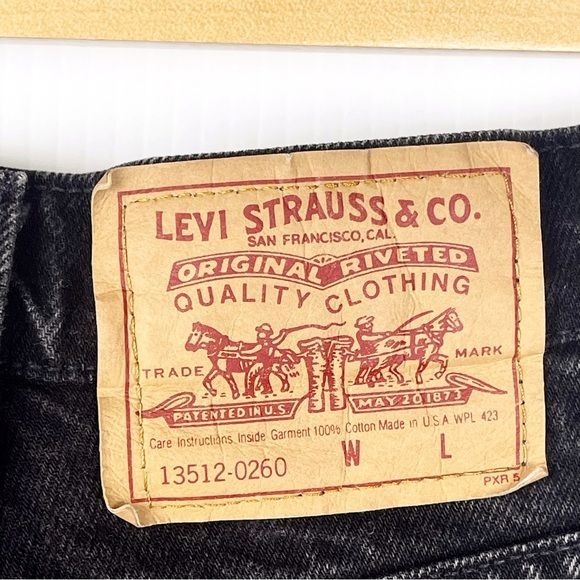 LEVI STRAUSS & CO.
SAN FRANCISCO, CAL.
ORIGINAL RIVETED
QUALITY CLOTHING
TRADE MARK
PATENTED IN U.S. MAY 20 1873
Care Instructions Inside Garment 100% Cotton Made in U.S.A. WPL 423
13512-0260 W L
PXR 5